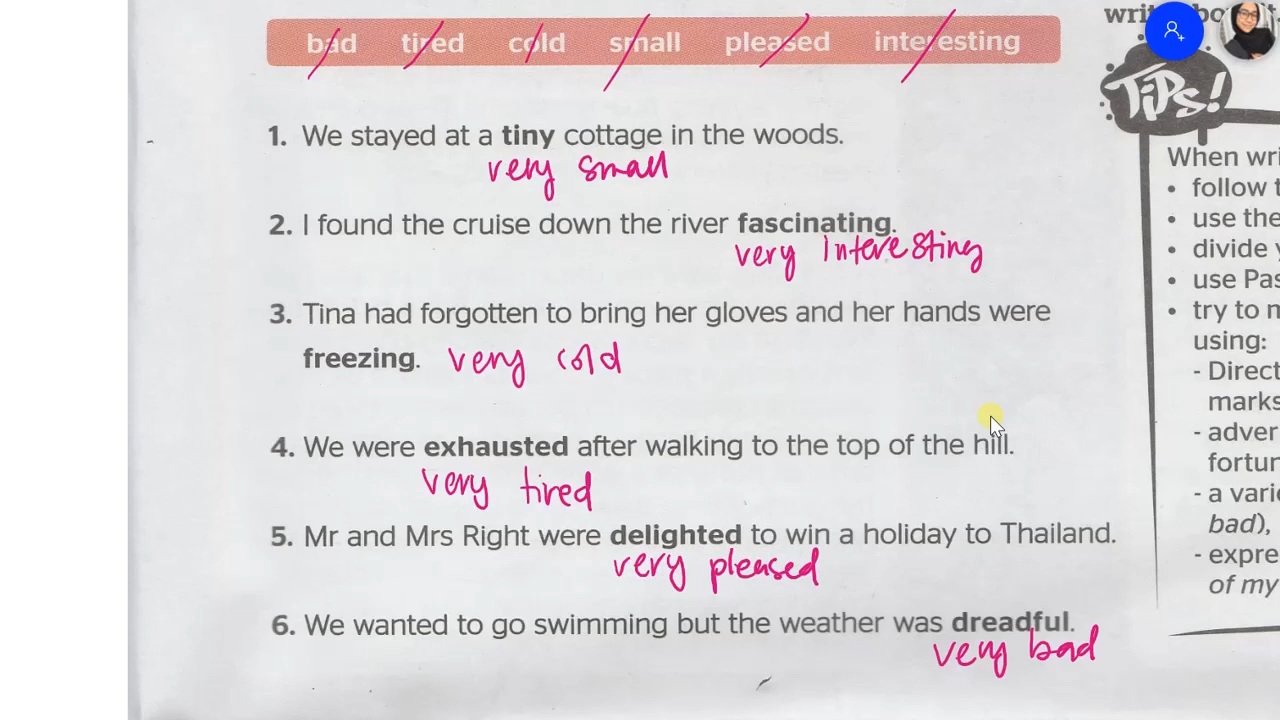 bad tired cold small pleased interesting
1. We stayed at a tiny cottage in the woods.
very small
2. I found the cruise down the river fascinating.
very interesting
3. Tina had forgotten to bring her gloves and her hands were
freezing. very cold
4. We were exhausted after walking to the top of the hill.
very tired
5. Mr and Mrs Right were delighted to win a holiday to Thailand.
very pleased
6. We wanted to go swimming but the weather was dreadful.
very bad
TiPs!
When wri
• follow t
• use the
• divide y
• use Pas
• try to m
using:
- Direct
marks
- adver
fortun
- a vari
bad),
- expre
of my